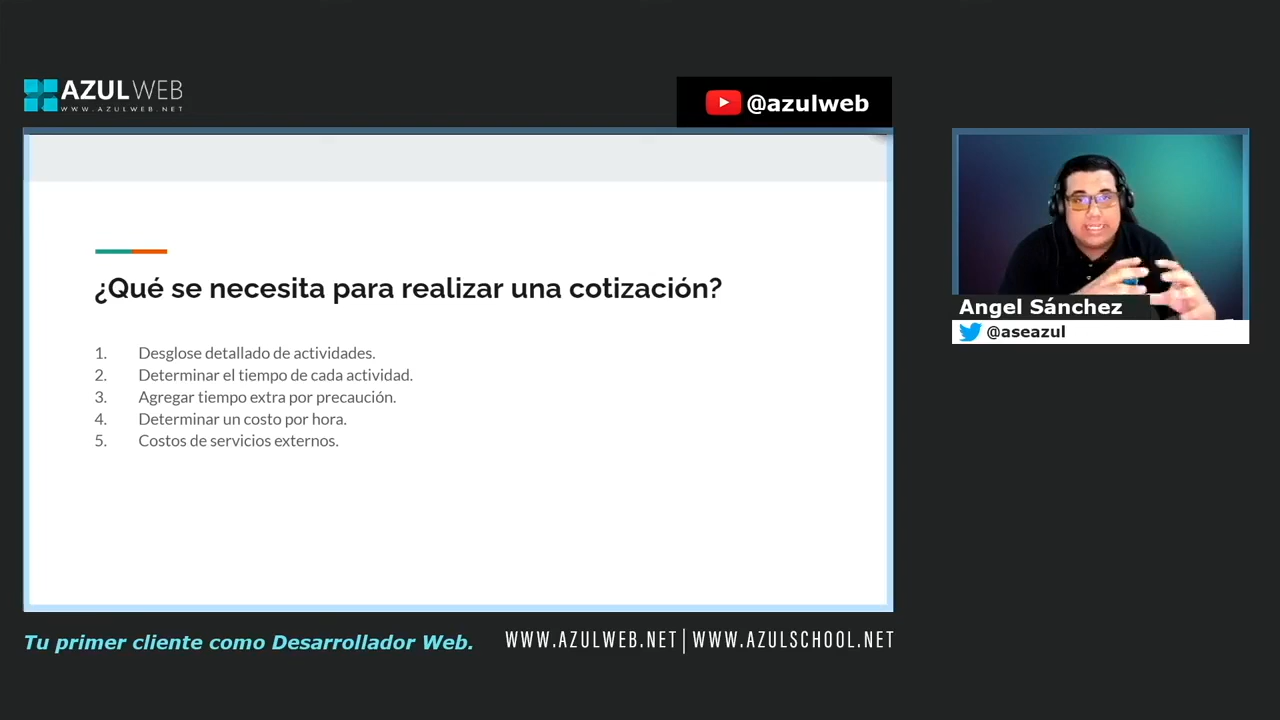 AZULWEB
WWW.AZULWEB.NET
@azulweb
¿Qué se necesita para realizar una cotización?
1. Desglose detallado de actividades.
2. Determinar el tiempo de cada actividad.
3. Agregar tiempo extra por precaución.
4. Determinar un costo por hora.
5. Costos de servicios externos.
Angel Sánchez
@aseazul
Tu primer cliente como Desarrollador Web.
WWW.AZULWEB.NET|WWW.AZULSCHOOL.NET